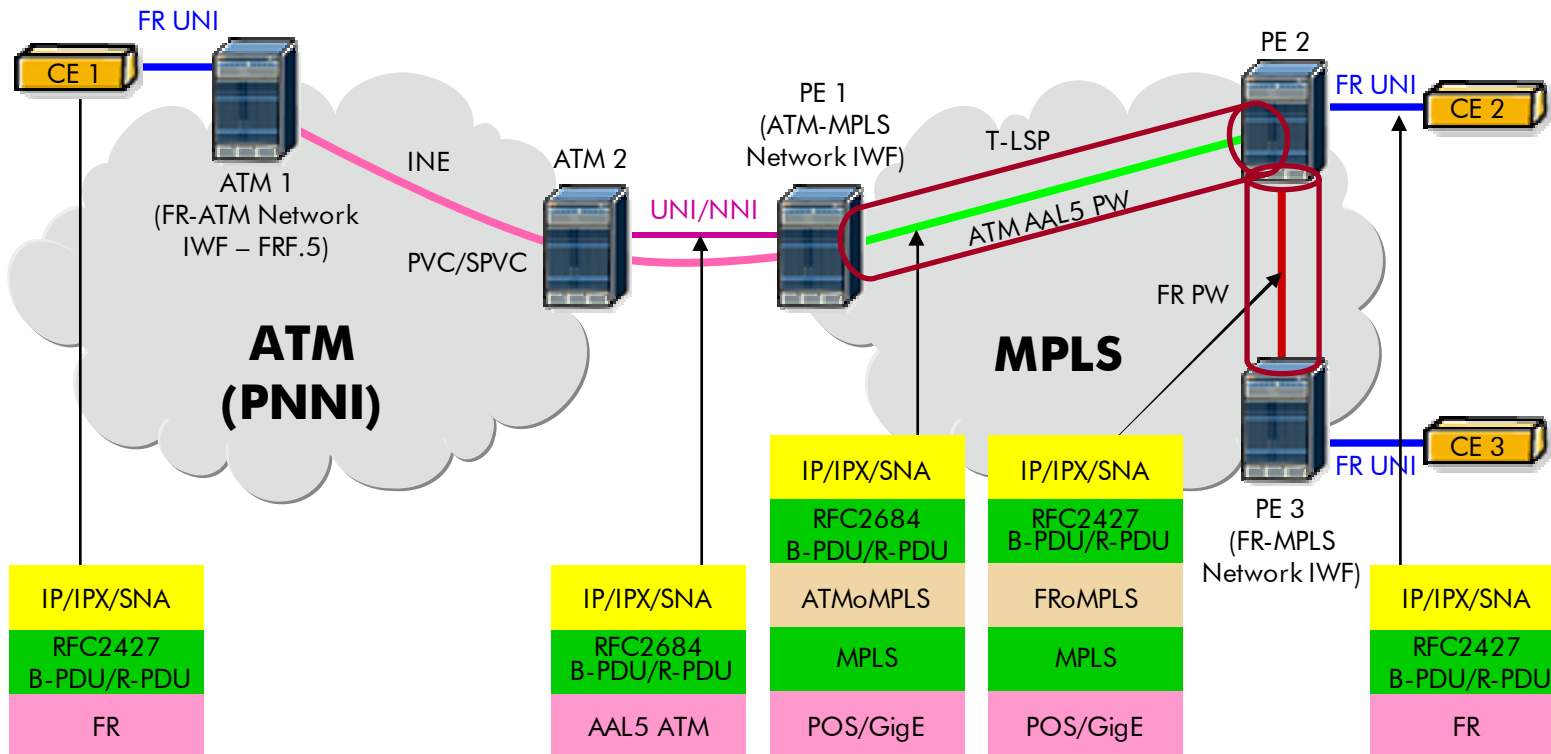 FR UNI
CE 1
ATM 1
(FR-ATM Network
IWF – FRF.5)
INE
PVC/SPVC
ATM
(PNNI)
ATM 2
UNI/NNI
PE 1
(ATM-MPLS
Network IWF)
T-LSP
ATM AAL5 PW
PE 2
FR UNI
CE 2
FR PW
MPLS
CE 3
FR UNI
PE 3
(FR-MPLS
Network IWF)
IP/IPX/SNA
RFC2427
B-PDU/R-PDU
FR
IP/IPX/SNA
RFC2684
B-PDU/R-PDU
AAL5 ATM
IP/IPX/SNA
RFC2684
B-PDU/R-PDU
ATMoMPLS
MPLS
POS/GigE
IP/IPX/SNA
RFC2427
B-PDU/R-PDU
FRoMPLS
MPLS
POS/GigE
IP/IPX/SNA
RFC2427
B-PDU/R-PDU
FR